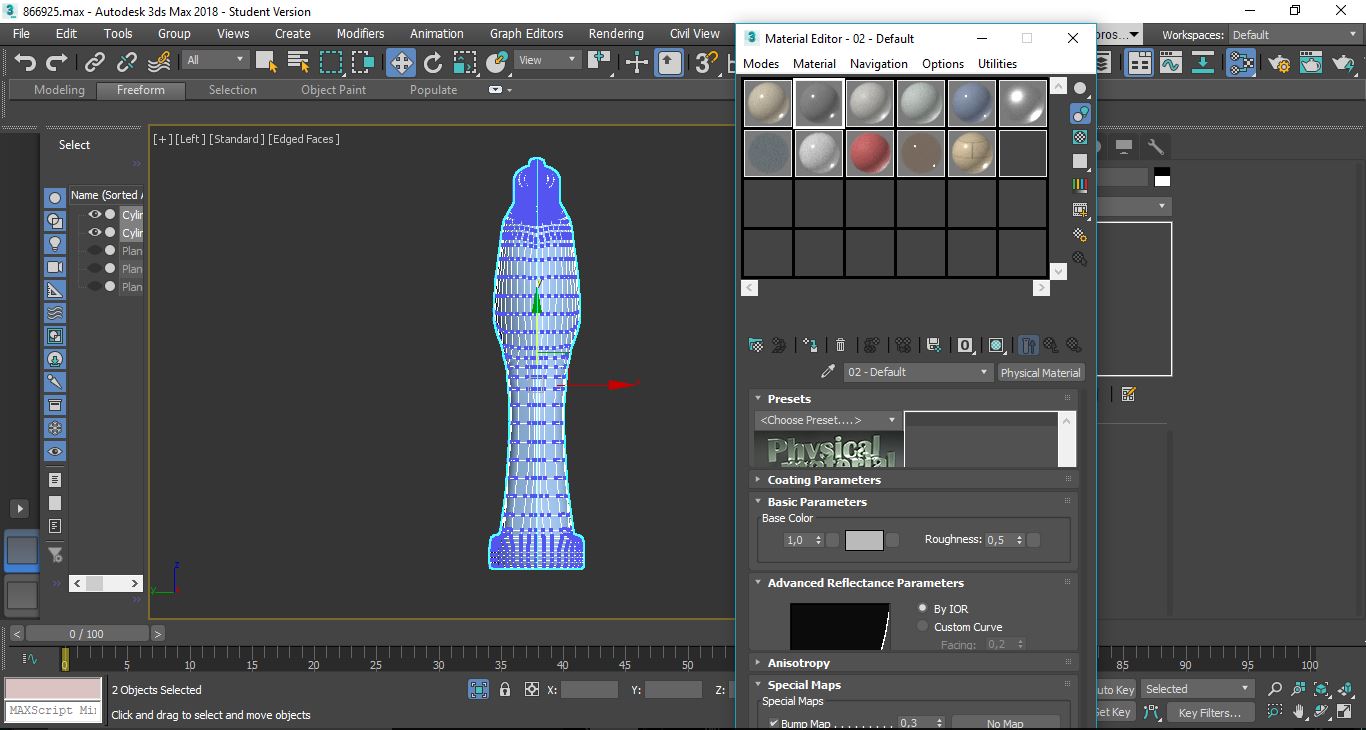 866925.max - Autodesk 3ds Max 2018 - Student Version
File Edit Tools Group Views Create Modifiers Animation Graph Editors Rendering Civil View
Workspaces: Default
All
View
Modeling Freeform Selection Object Paint Populate
Material Editor - 02 - Default
Modes Material Navigation Options Utilities
[+] [Left] [Standard] [Edged Faces]
Select
Name (Sorted
Cylin
Cylin
Plan
Plan
Plan
02 - Default
Physical Material
Presets
<Choose Preset....>
Physical
material
Coating Parameters
Basic Parameters
Base Color
1,0
Roughness: 0,5
Advanced Reflectance Parameters
By IOR
Custom Curve
Facing: 0,2
Anisotropy
Special Maps
Special Maps
Bump Map . . . . . . . . 0,3
No Map
y
z
y
0 / 100
0 5 10 15 20 25 30 35 40 45 50 85 90 95 100
2 Objects Selected
X: Y: Z:
uto Key
Selected
MAXScript Mi
Click and drag to select and move objects
et Key
Key Filters...